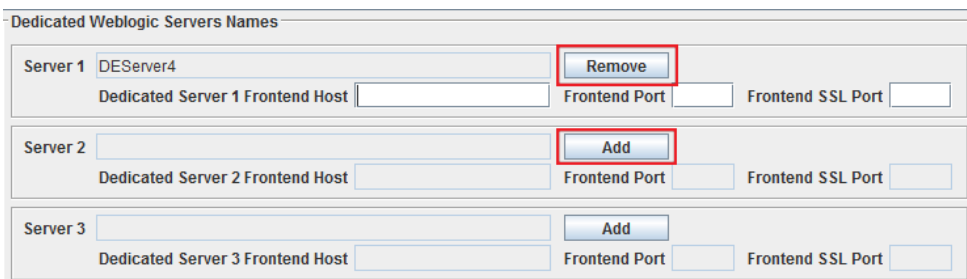 Dedicated Weblogic Servers Names
Server 1 DEServer4 Remove
Dedicated Server 1 Frontend Host Frontend Port Frontend SSL Port
Server 2 Add
Dedicated Server 2 Frontend Host Frontend Port Frontend SSL Port
Server 3 Add
Dedicated Server 3 Frontend Host Frontend Port Frontend SSL Port